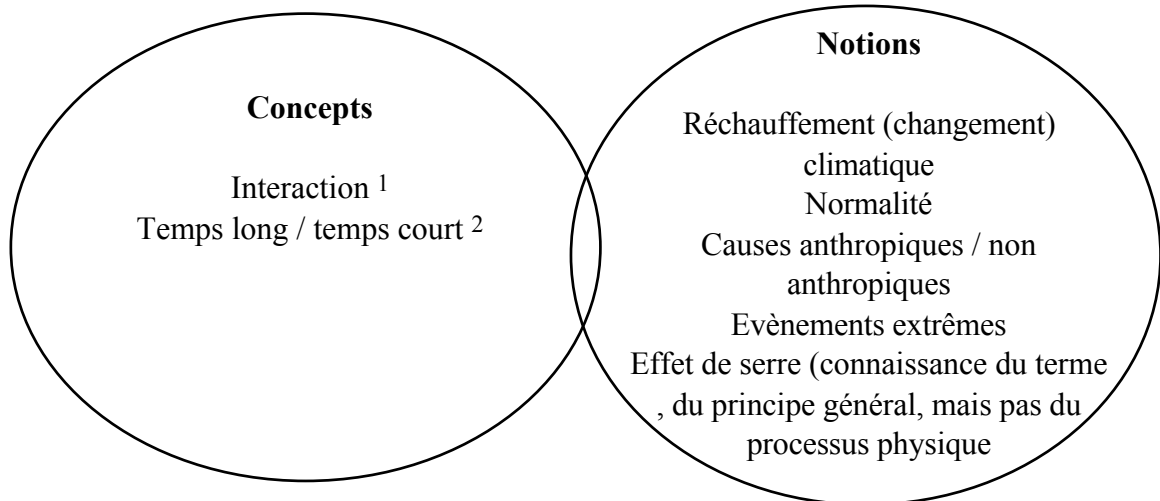 Concepts
Interaction 1
Temps long / temps court 2
Notions
Réchauffement (changement)
climatique
Normalité
Causes anthropiques / non
anthropiques
Evènements extrêmes
Effet de serre (connaissance du terme
, du principe général, mais pas du
processus physique